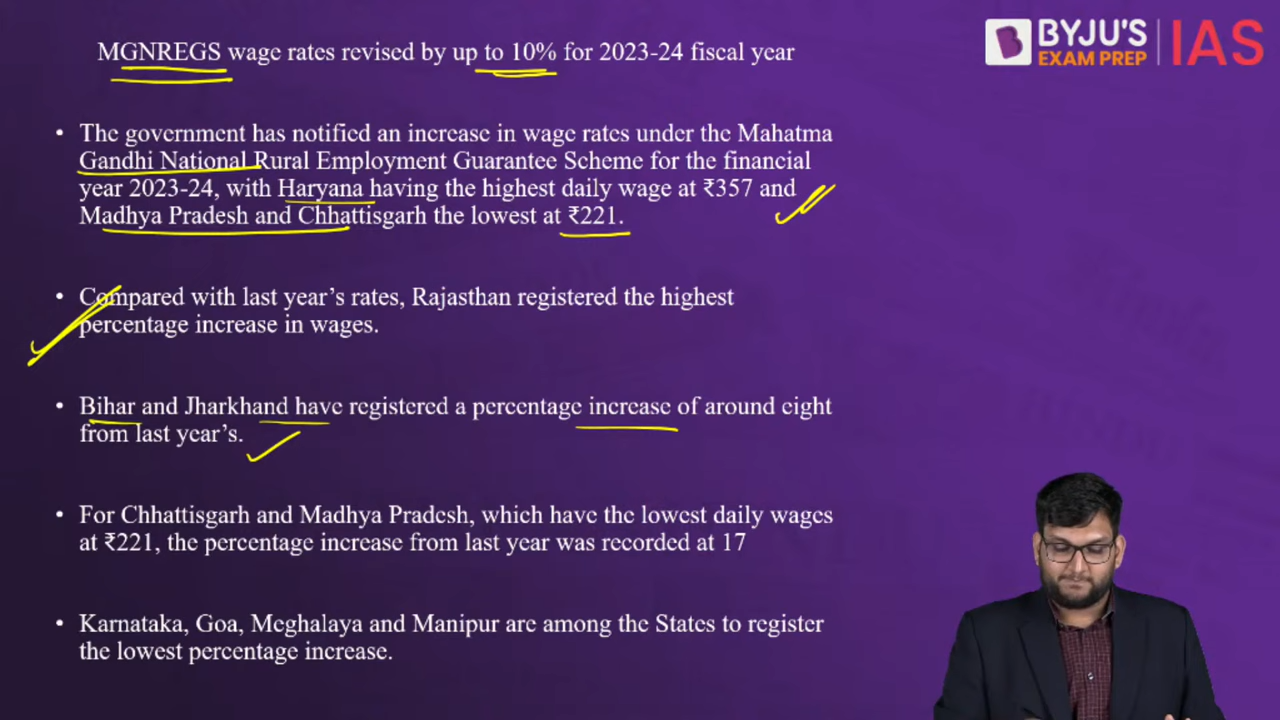 MGNREGS wage rates revised by up to 10% for 2023-24 fiscal year
BYJU'S
EXAM PREP
IAS
• The government has notified an increase in wage rates under the Mahatma
Gandhi National Rural Employment Guarantee Scheme for the financial
year 2023-24, with Haryana having the highest daily wage at ₹357 and
Madhya Pradesh and Chhattisgarh the lowest at ₹221.
• Compared with last year's rates, Rajasthan registered the highest
percentage increase in wages.
• Bihar and Jharkhand have registered a percentage increase of around eight
from last year's.
• For Chhattisgarh and Madhya Pradesh, which have the lowest daily wages
at ₹221, the percentage increase from last year was recorded at 17
• Karnataka, Goa, Meghalaya and Manipur are among the States to register
the lowest percentage increase.